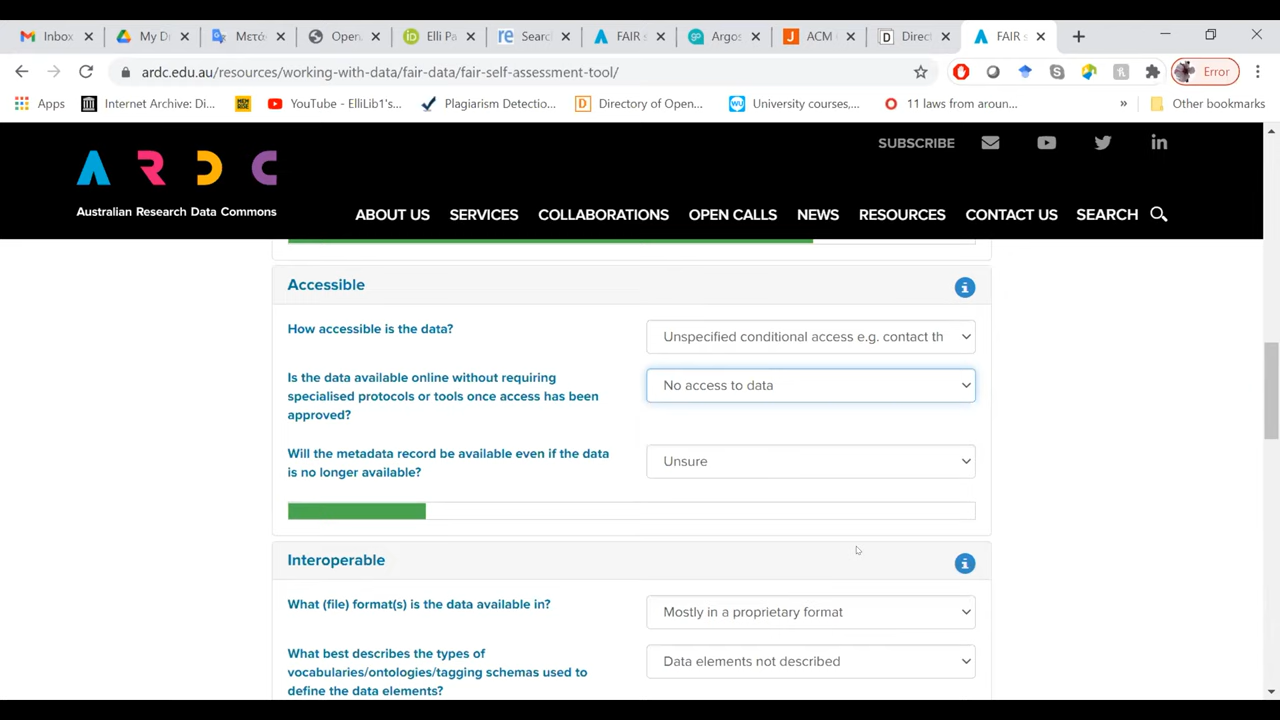 Inbox
My D
Μετά
Open
Elli Pa
Searc
FAIR s
Argos
ACM
Direc
FAIR s
ardc.edu.au/resources/working-with-data/fair-data/fair-self-assessment-tool/
Error
Apps
Internet Archive: Di...
YouTube - ElliLib1's...
Plagiarism Detectio...
Directory of Open...
University courses,...
11 laws from aroun...
»
Other bookmarks
SUBSCRIBE
ARDC
Australian Research Data Commons
ABOUT US
SERVICES
COLLABORATIONS
OPEN CALLS
NEWS
RESOURCES
CONTACT US
SEARCH
Accessible
How accessible is the data?
Unspecified conditional access e.g. contact th
Is the data available online without requiring
specialised protocols or tools once access has been
approved?
No access to data
Will the metadata record be available even if the data
is no longer available?
Unsure
Interoperable
What (file) format(s) is the data available in?
Mostly in a proprietary format
What best describes the types of
vocabularies/ontologies/tagging schemas used to
define the data elements?
Data elements not described